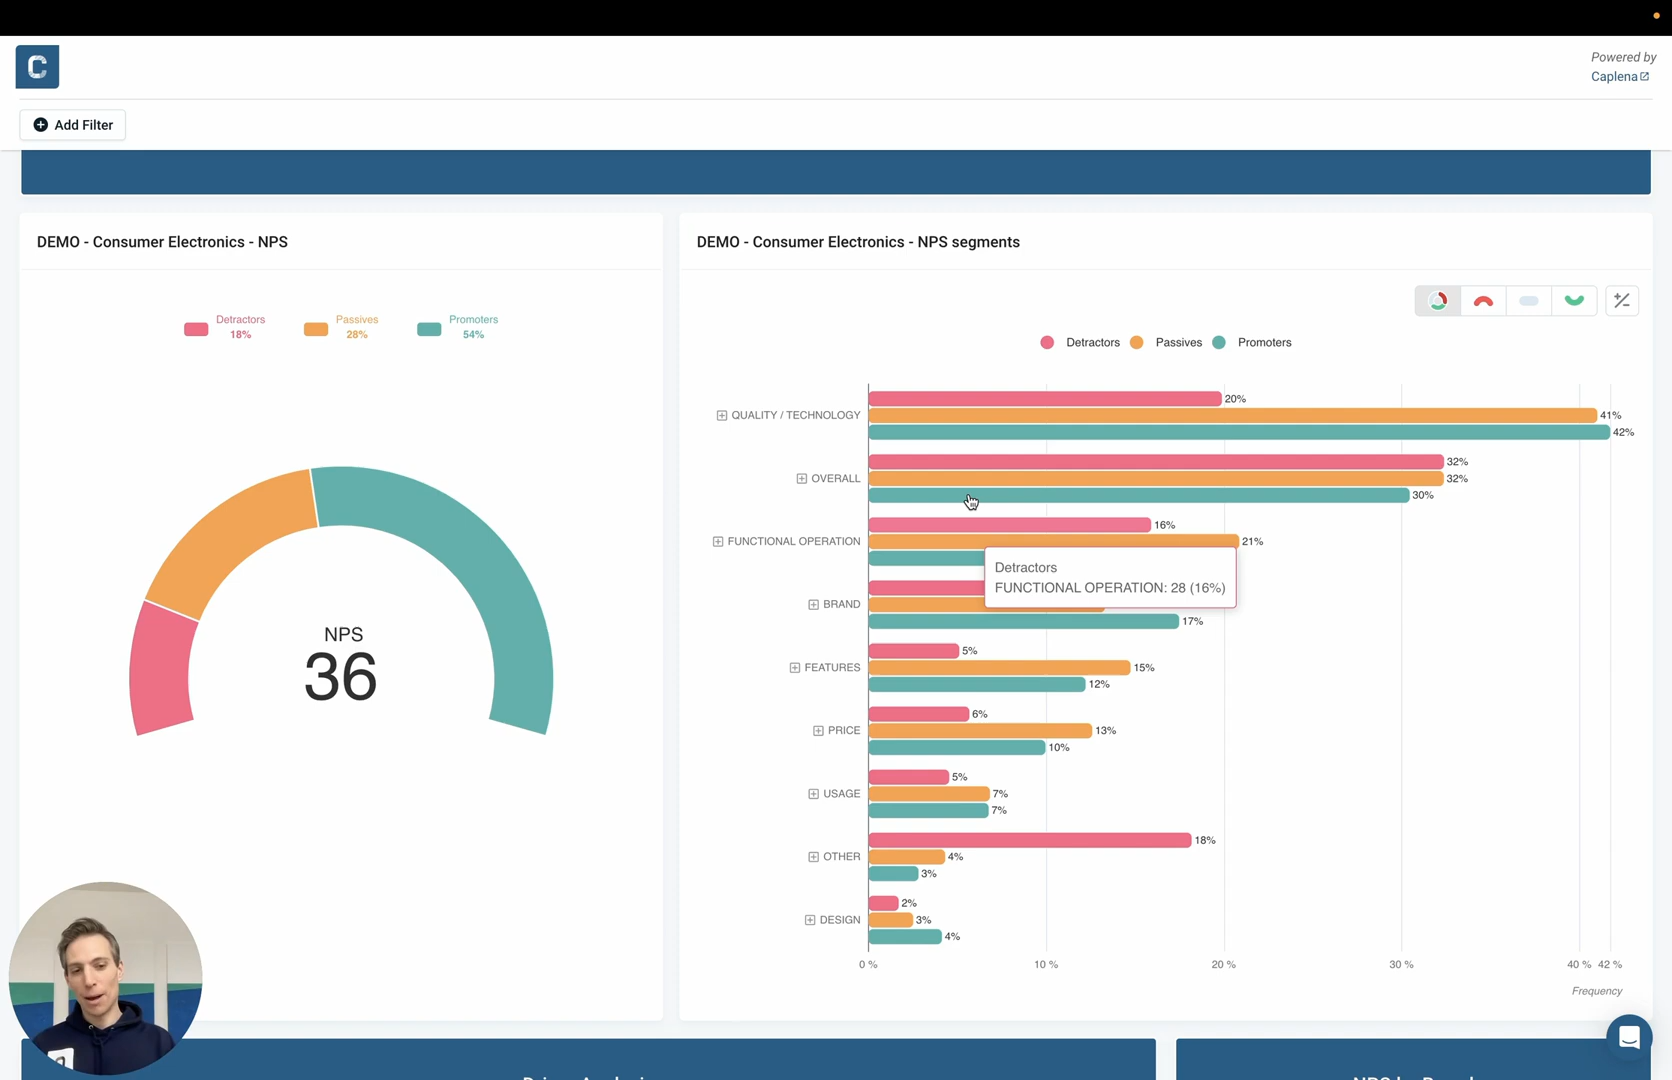 C
Powered by
Caplena
Add Filter
DEMO - Consumer Electronics - NPS
Detractors
18%
Passives
28%
Promoters
54%
NPS
36
DEMO - Consumer Electronics - NPS segments
Detractors
Passives
Promoters
QUALITY / TECHNOLOGY
20%
41%
42%
OVERALL
32%
32%
30%
FUNCTIONAL OPERATION
16%
21%
Detractors
FUNCTIONAL OPERATION: 28 (16%)
BRAND
17%
FEATURES
5%
15%
12%
PRICE
6%
13%
10%
USAGE
5%
7%
7%
OTHER
18%
4%
3%
DESIGN
2%
3%
4%
0 %
10 %
20 %
30 %
40 %
42 %
Frequency